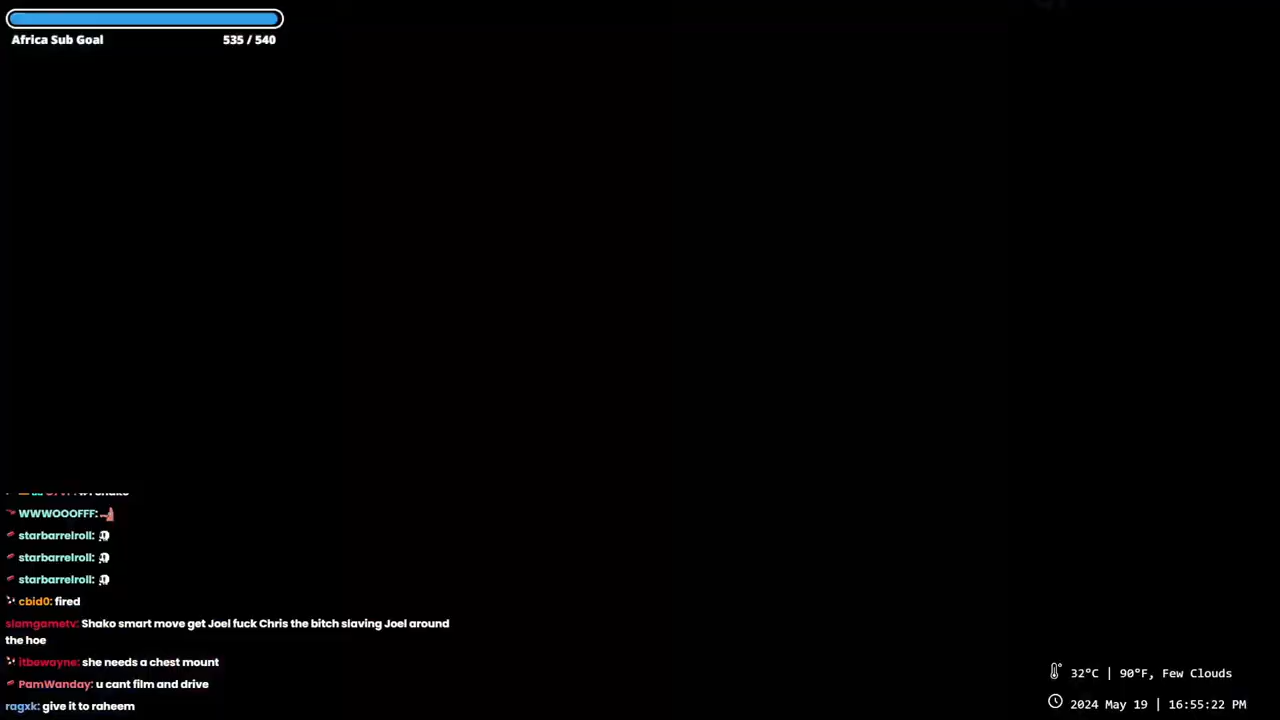 Africa Sub Goal 535 / 540
WWWOOOFFF:
starbarrelroll:
starbarrelroll:
starbarrelroll:
cbid0: fired
slamgametv: Shako smart move get Joel fuck Chris the bitch slaving Joel around
the hoe
itbewayne: she needs a chest mount
PamWanday: u cant film and drive
ragxk: give it to raheem
32°C | 90°F, Few Clouds
2024 May 19 | 16:55:22 PM